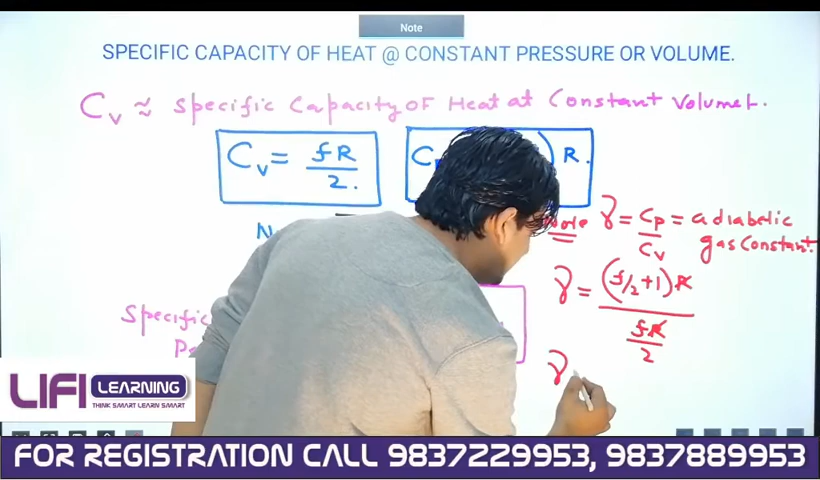 Note
SPECIFIC CAPACITY OF HEAT @ CONSTANT PRESSURE OR VOLUME.
Cv ≈ Specific Capacity OF Heat at Constant Volume.
Cv = fR/2.
R.
γ = Cp/Cv = adiabatic
gas Constant.
γ = (f/2+1)R / fR/2
Specific
γ
LIFI LEARNING
THINK SMART LEARN SMART
FOR REGISTRATION CALL 9837229953, 9837889953